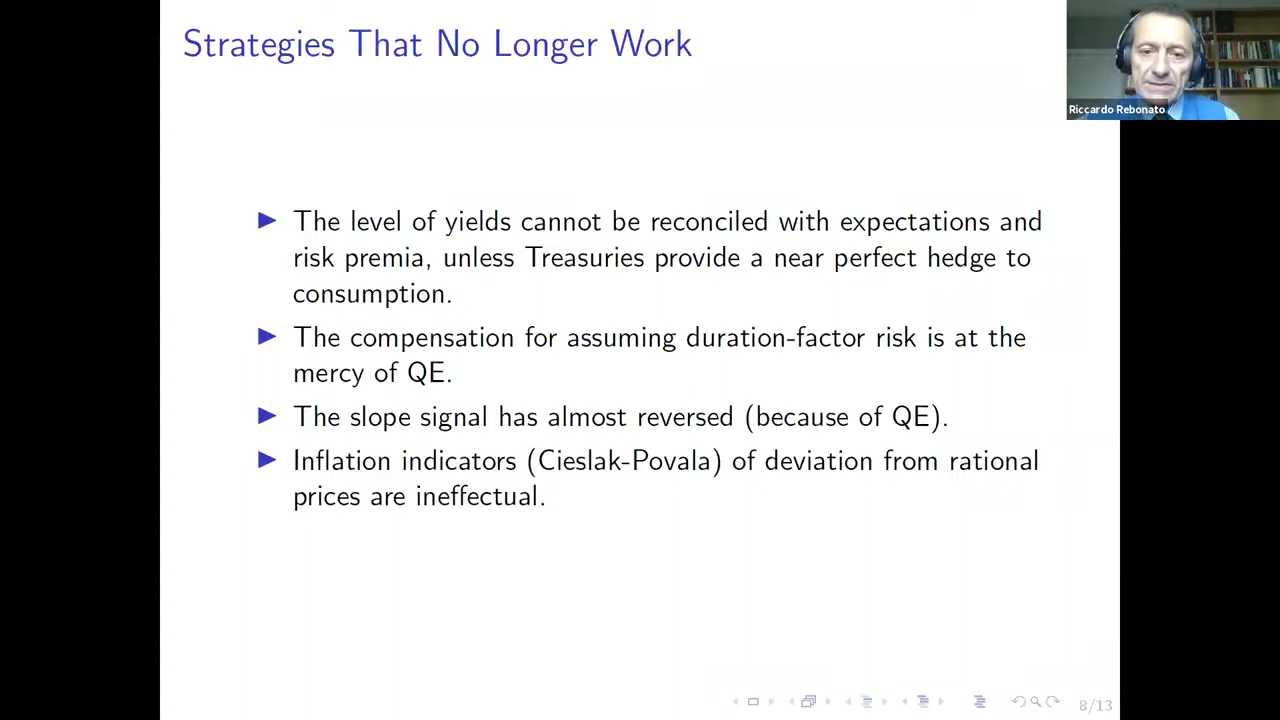 Strategies That No Longer Work
Riccardo Rebonato
▶ The level of yields cannot be reconciled with expectations and
risk premia, unless Treasuries provide a near perfect hedge to
consumption.
▶ The compensation for assuming duration-factor risk is at the
mercy of QE.
▶ The slope signal has almost reversed (because of QE).
▶ Inflation indicators (Cieslak-Povala) of deviation from rational
prices are ineffectual.
8/13